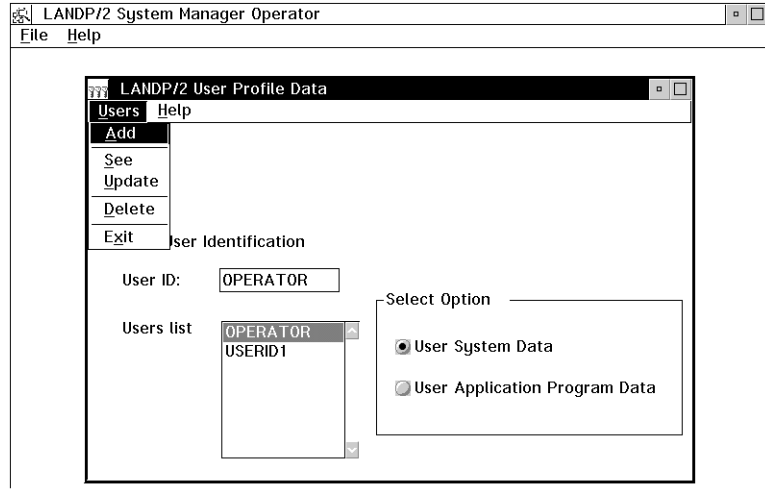 LANDP/2 System Manager Operator
File Help
LANDP/2 User Profile Data
Users Help
Add
See
Update
Delete
Exit
User Identification
User ID: OPERATOR
Select Option
Users list
OPERATOR
USERID1
User System Data
User Application Program Data